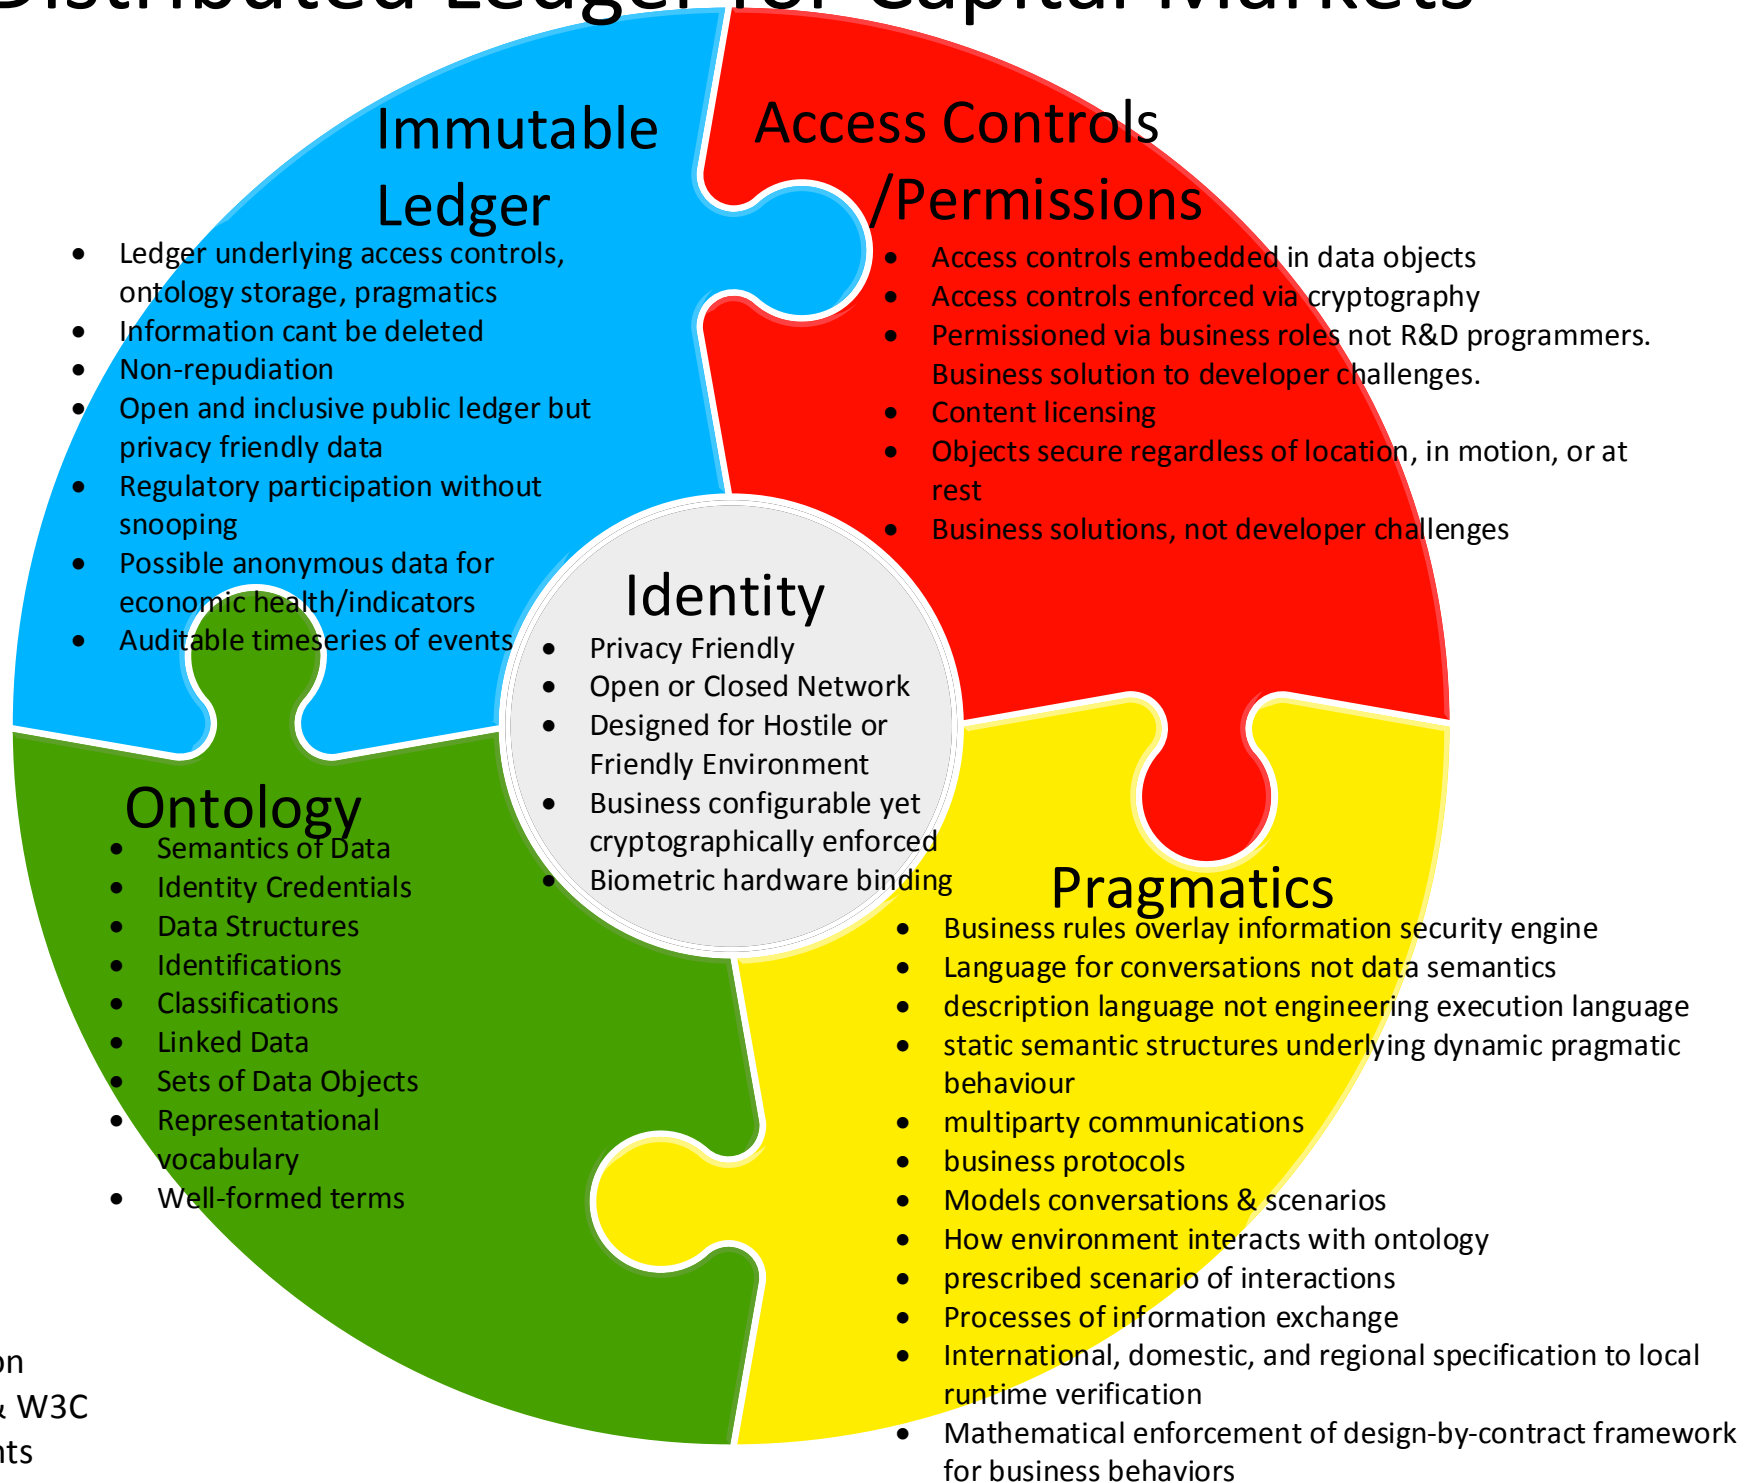 Distributed Ledger for Capital Markets
Immutable
Ledger
• Ledger underlying access controls,
ontology storage, pragmatics
• Information cant be deleted
• Non-repudiation
• Open and inclusive public ledger but
privacy friendly data
• Regulatory participation without
snooping
• Possible anonymous data for
economic health/indicators
• Auditable timeseries of events
Access Controls
/Permissions
• Access controls embedded in data objects
• Access controls enforced via cryptography
• Permissioned via business roles not R&D programmers.
Business solution to developer challenges.
• Content licensing
• Objects secure regardless of location, in motion, or at
rest
• Business solutions, not developer challenges
Identity
• Privacy Friendly
• Open or Closed Network
• Designed for Hostile or
Friendly Environment
• Business configurable yet
cryptographically enforced
• Biometric hardware binding
Ontology
• Semantics of Data
• Identity Credentials
• Data Structures
• Identifications
• Classifications
• Linked Data
• Sets of Data Objects
• Representational
vocabulary
• Well-formed terms
Pragmatics
• Business rules overlay information security engine
• Language for conversations not data semantics
• description language not engineering execution language
• static semantic structures underlying dynamic pragmatic
behaviour
• multiparty communications
• business protocols
• Models conversations & scenarios
• How environment interacts with ontology
• prescribed scenario of interactions
• Processes of information exchange
• International, domestic, and regional specification to local
runtime verification
• Mathematical enforcement of design-by-contract framework
for business behaviors
on
& W3C
nts